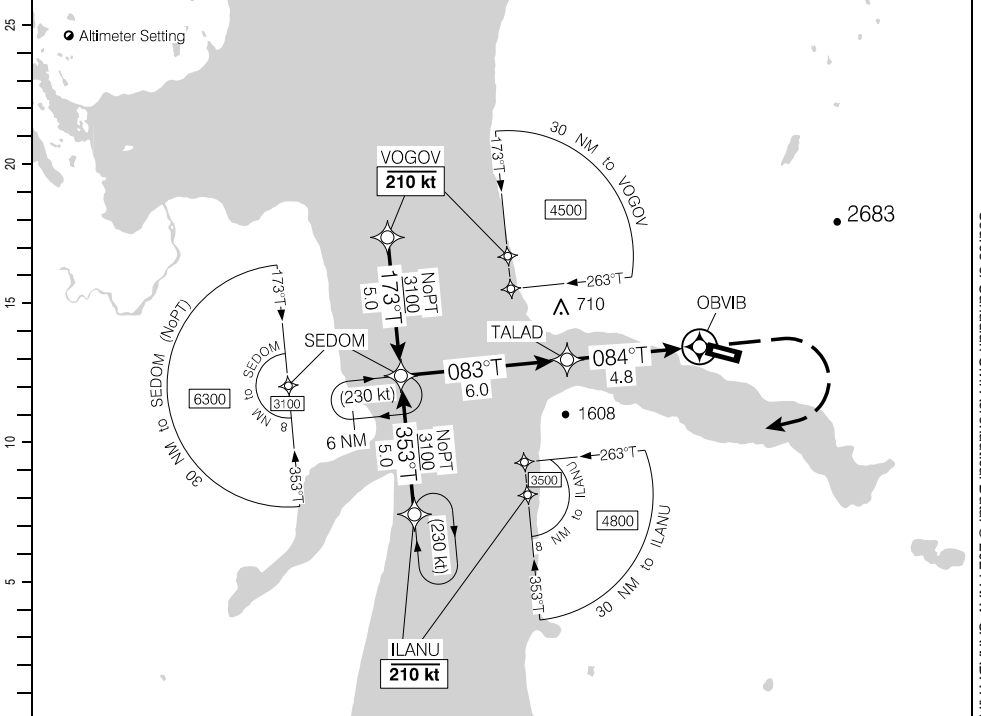 25
Altimeter Setting
20
30 NM to VOGOV
173°T
VOGOV
210 kt
4500
2683
263°T
NoPT
3100
173°T
5.0
15
710
OBVIB
30 NM to SEDOM (NoPT)
173°T
SEDOM
TALAD
084°T
4.8
083°T
6.0
8 NM to SEDOM
6300
3100
(230 kt)
1608
6 NM
10
NoPT
3100
353°T
5.0
263°T
3500
8 NM to ILANU
353°T
4800
(230 kt)
30 NM to ILANU
353°T
5
ILANU
210 kt